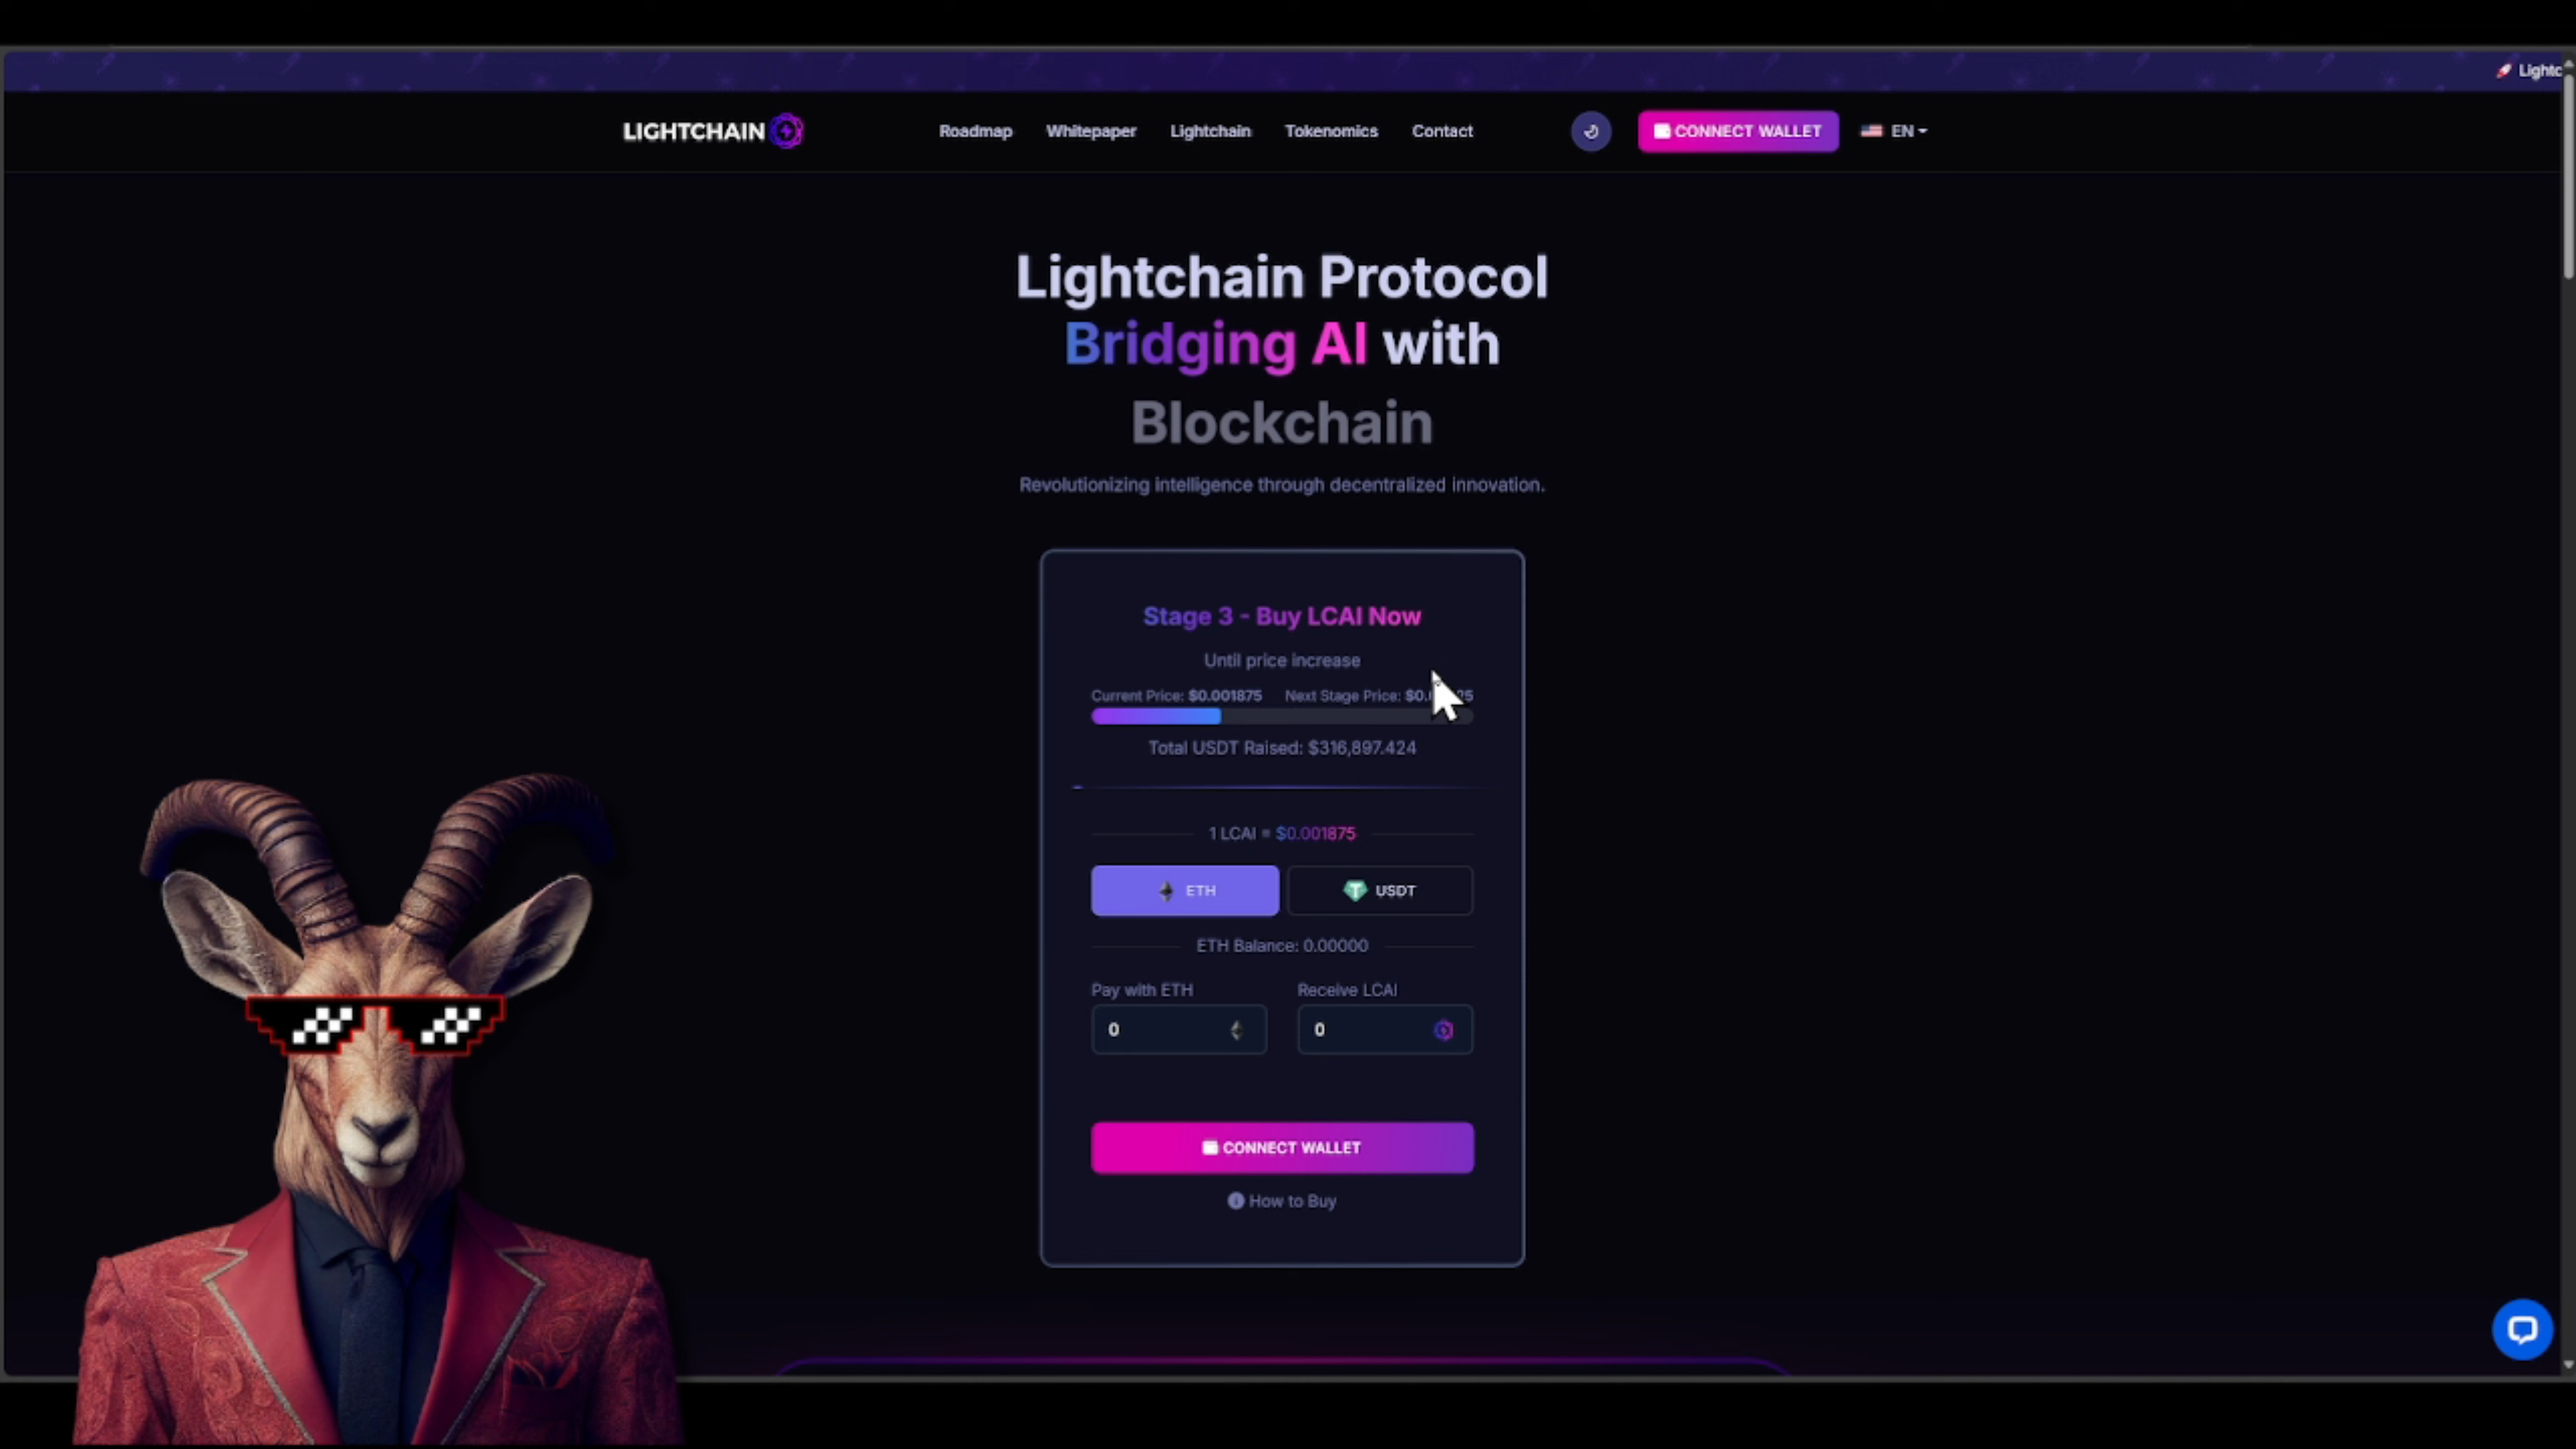 Lightc
LIGHTCHAIN
Roadmap Whitepaper Lightchain Tokenomics Contact
CONNECT WALLET
EN
Lightchain Protocol
Bridging AI with
Blockchain
Revolutionizing intelligence through decentralized innovation.
Stage 3 - Buy LCAI Now
Until price increase
Current Price: $0.001875 Next Stage Price:
Total USDT Raised: $316,897.424
1 LCAI = $0.001875
ETH USDT
ETH Balance: 0.00000
Pay with ETH Receive LCAI
0 0
CONNECT WALLET
How to Buy